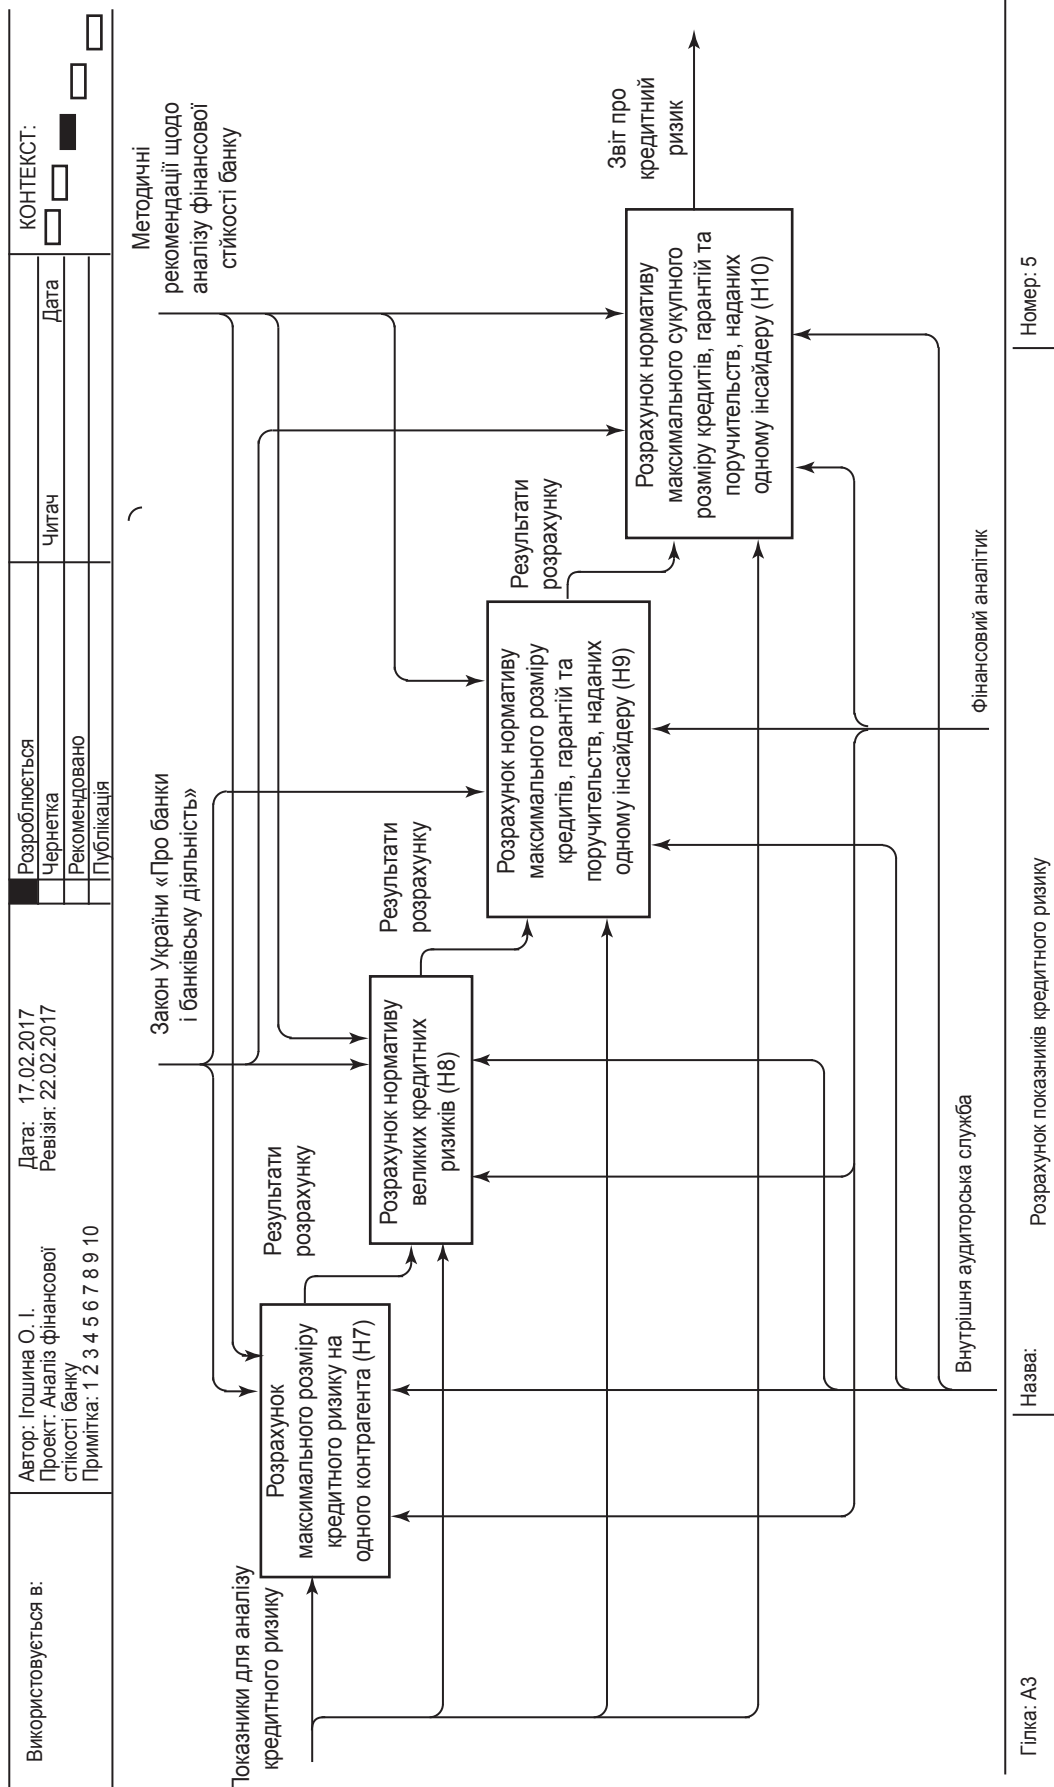 Використовується в:
Автор: Ігошина О. І.
Проект: Аналіз фінансової
стікості банку
Примітка: 1 2 3 4 5 6 7 8 9 10
Дата: 17.02.2017
Ревізія: 22.02.2017
Розроблюється
Чернетка
Рекомендовано
Публікація
Читач
Дата
КОНТЕКСТ:
Закон України «Про банки
і банківську діяльність»
Методичні
рекомендації щодо
аналізу фінансової
стйкості банку
Показники для аналізу
кредитного ризику
Розрахунок
максимального розміру
кредитного ризику на
одного контрагента (Н7)
Результати
розрахунку
Розрахунок нормативу
великих кредитних
ризиків (Н8)
Результати
розрахунку
Розрахунок нормативу
максимального розміру
кредитів, гарантій та
поручительств, наданих
одному інсайдеру (Н9)
Результати
розрахунку
Розрахунок нормативу
максимального сукупного
розміру кредитів, гарантій та
поручительств, наданих
одному інсайдеру (Н10)
Звіт про
кредитний
ризик
Внутрішня аудиторська служба
Фінансовий аналітик
Гілка: А3
Назва:
Розрахунок показників кредитного ризику
Номер: 5